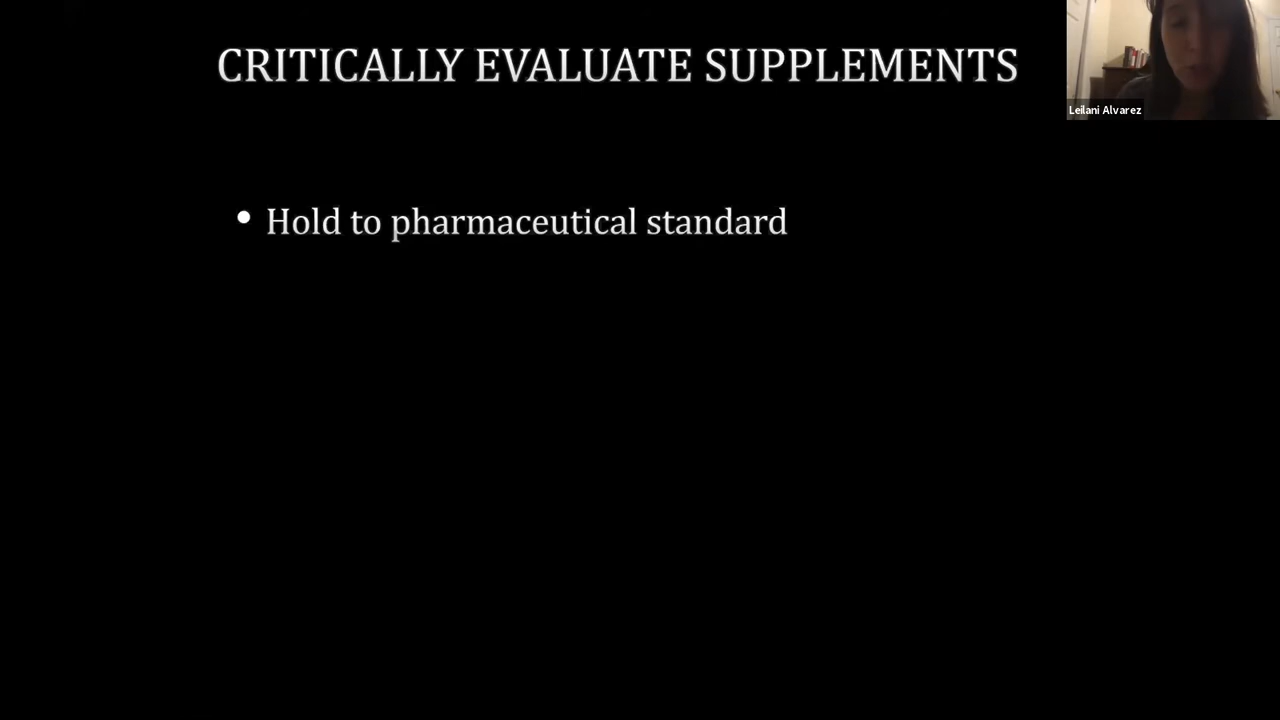 CRITICALLY EVALUATE SUPPLEMENTS
Leilani Alvarez
• Hold to pharmaceutical standard